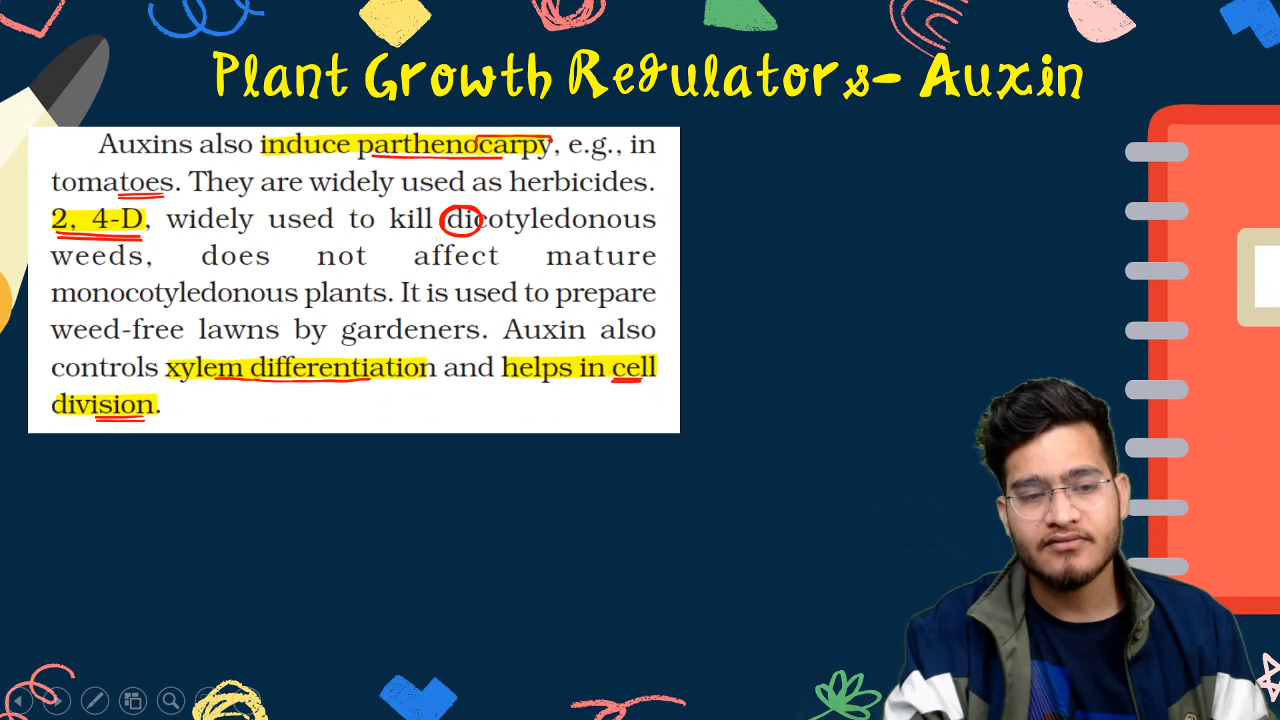 Plant Growth Regulators- Auxin
Auxins also induce parthenocarpy, e.g., in
tomatoes. They are widely used as herbicides.
2, 4-D, widely used to kill dicotyledonous
weeds, does not affect mature
monocotyledonous plants. It is used to prepare
weed-free lawns by gardeners. Auxin also
controls xylem differentiation and helps in cell
division.